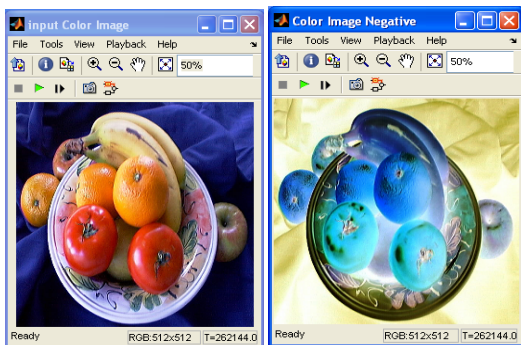 input Color Image
File Tools View Playback Help
50%
Ready
RGB:512x512
T=262144.0
Color Image Negative
File Tools View Playback Help
50%
Ready
RGB:512x512
T=262144.0